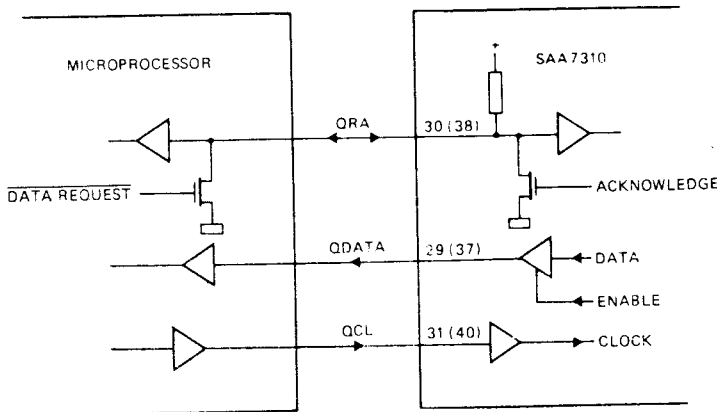 MICROPROCESSOR
+
SAA7310
QRA
30 (38)
DATA REQUEST
ACKNOWLEDGE
QDATA
29 (37)
DATA
ENABLE
QCL
31 (40)
CLOCK